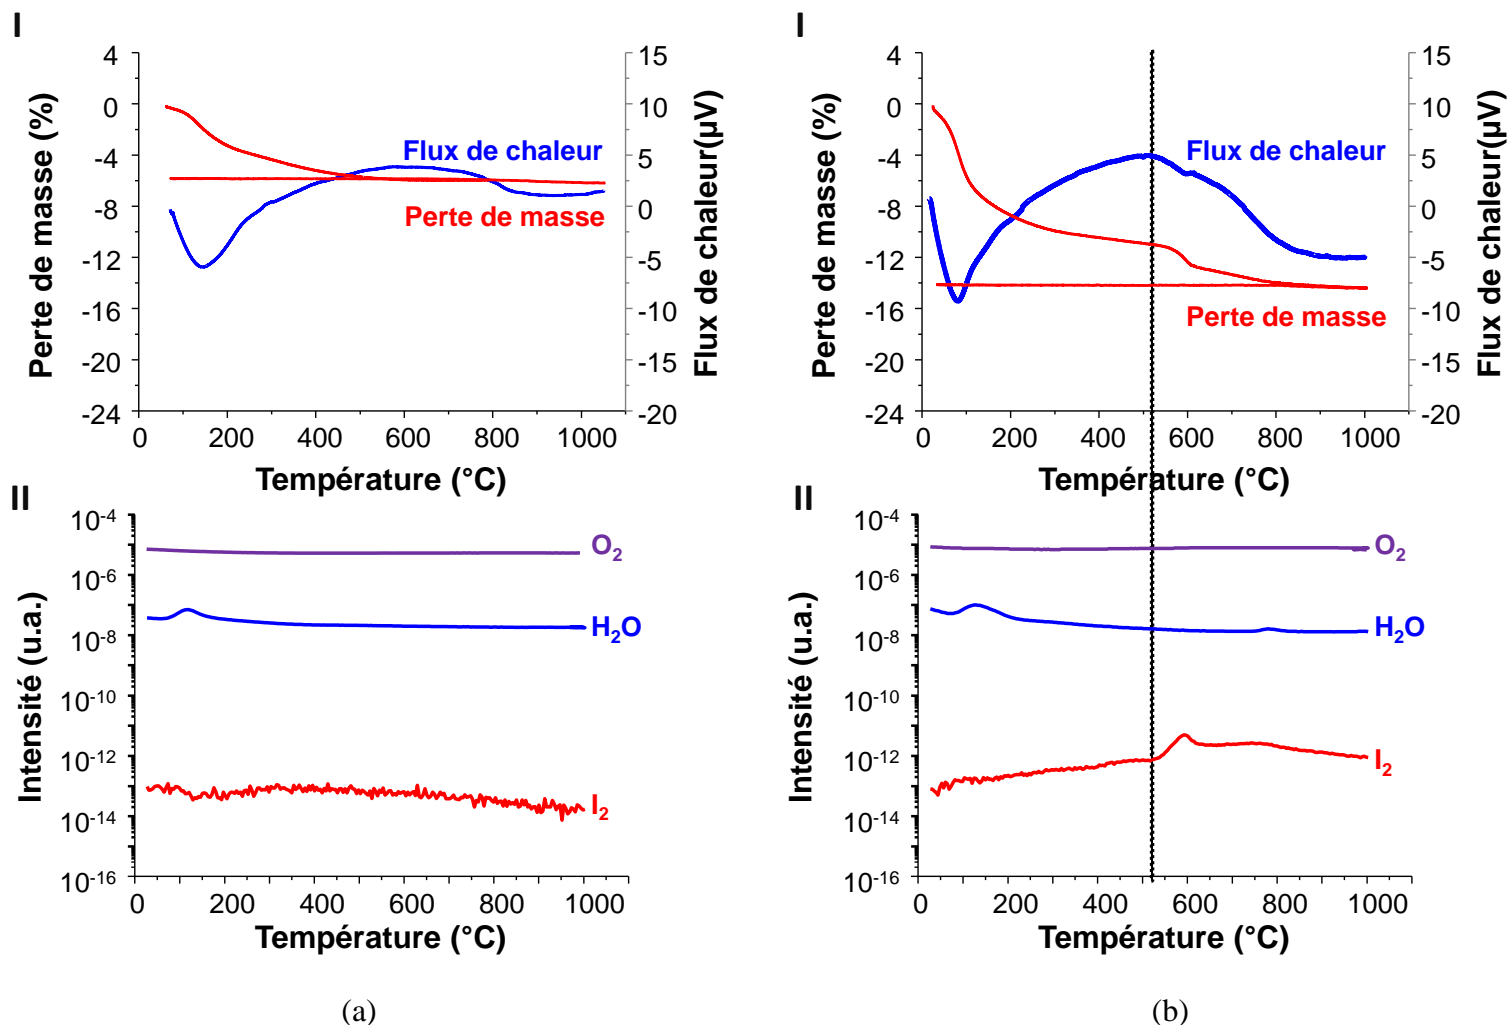 I
4
0
-4
-8
-12
-16
-20
-24
Perte de masse (%)
15
10
5
0
-5
-10
-15
-20
Flux de chaleur(µV)
Flux de chaleur
Perte de masse
0 200 400 600 800 1000
Température (°C)
I
4
0
-4
-8
-12
-16
-20
-24
Perte de masse (%)
15
10
5
0
-5
-10
-15
-20
Flux de chaleur(µV)
Flux de chaleur
Perte de masse
0 200 400 600 800 1000
Température (°C)
II
10⁻⁴
10⁻⁶
10⁻⁸
10⁻¹⁰
10⁻¹²
10⁻¹⁴
10⁻¹⁶
Intensité (u.a.)
O₂
H₂O
I₂
0 200 400 600 800 1000
Température (°C)
II
10⁻⁴
10⁻⁶
10⁻⁸
10⁻¹⁰
10⁻¹²
10⁻¹⁴
10⁻¹⁶
Intensité (u.a.)
O₂
H₂O
I₂
0 200 400 600 800 1000
Température (°C)
(a)
(b)